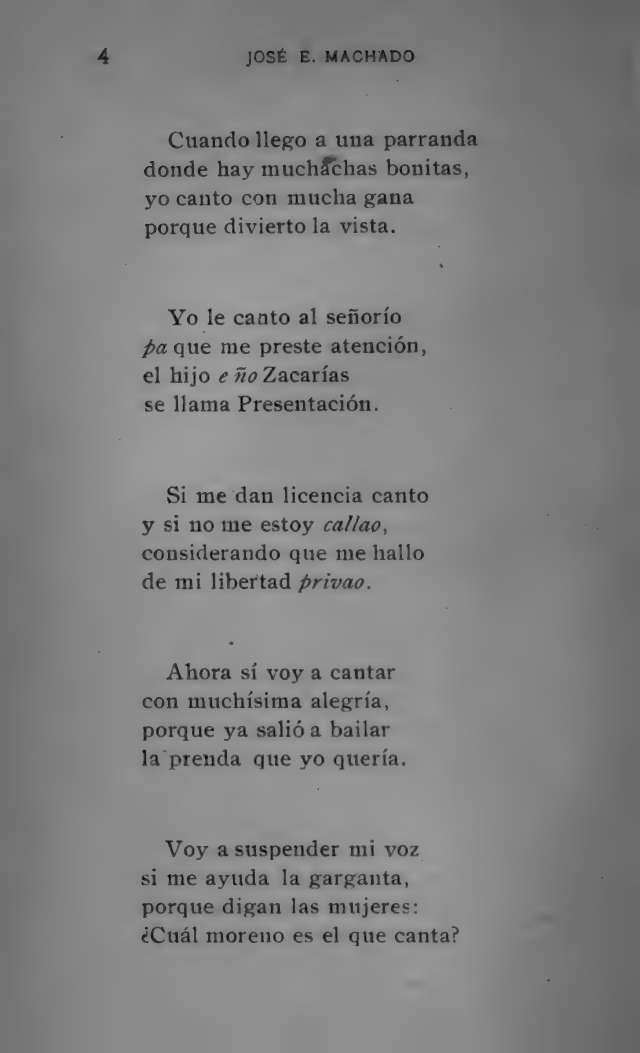 4 JOSÉ E. MACHADO
Cuando llego a una parranda
donde hay muchachas bonitas,
yo canto con mucha gana
porque divierto la vista.
Yo le canto al señorío
pa que me preste atención,
el hijo e ño Zacarías
se llama Presentación.
Si me dan licencia canto
y si no me estoy callao,
considerando que me hallo
de mi libertad privao.
Ahora sí voy a cantar
con muchísima alegría,
porque ya salió a bailar
la prenda que yo quería.
Voy a suspender mi voz
si me ayuda la garganta,
porque digan las mujeres:
¿Cuál moreno es el que canta?